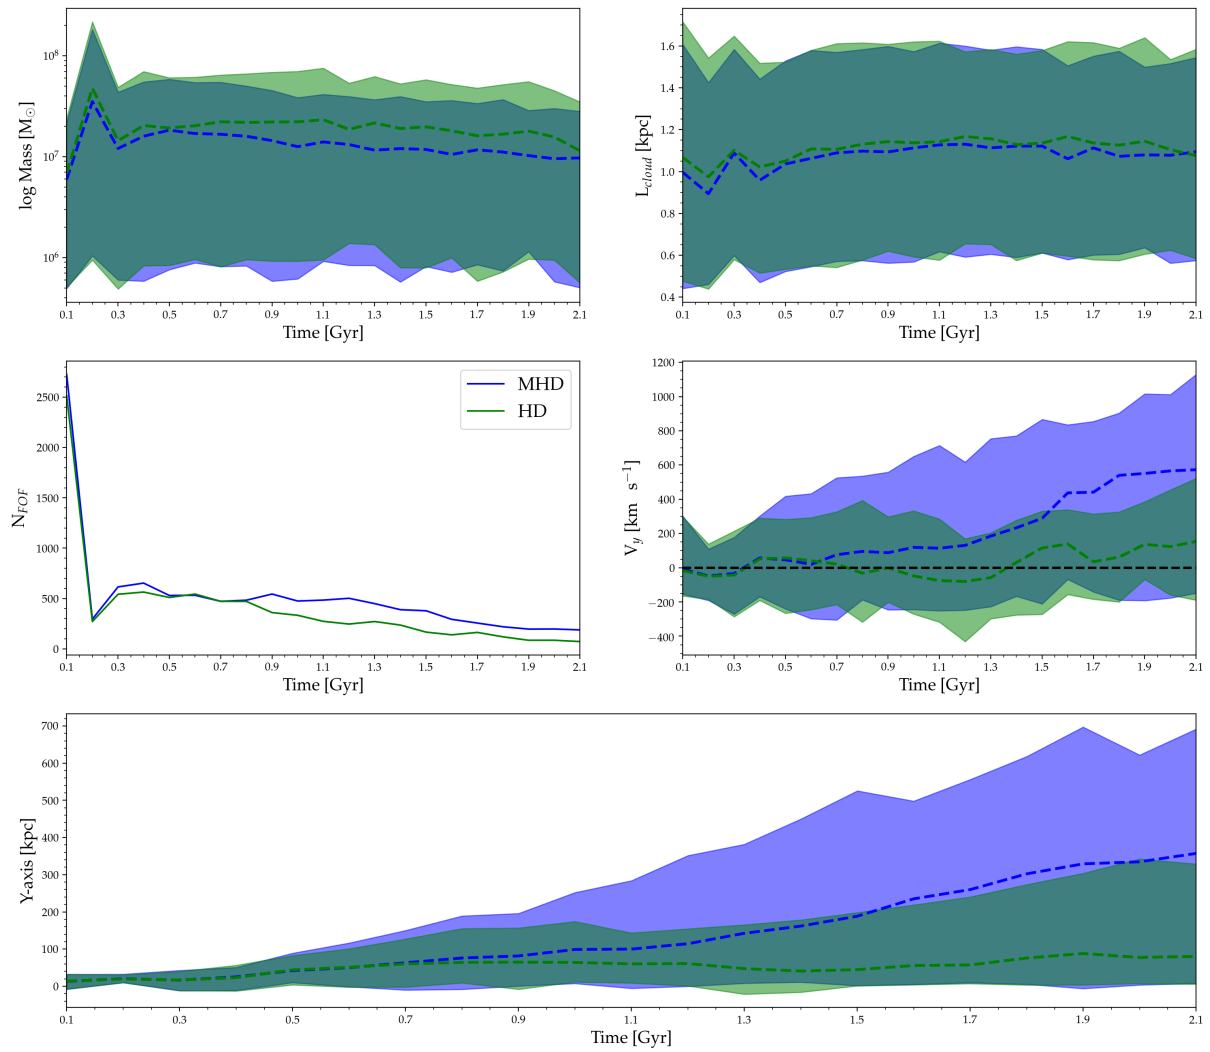 log Mass [M☉]
10⁸
10⁷
10⁶
0.1 0.3 0.5 0.7 0.9 1.1 1.3 1.5 1.7 1.9 2.1
Time [Gyr]
L_cloud [kpc]
1.6
1.4
1.2
1.0
0.8
0.6
0.4
0.1 0.3 0.5 0.7 0.9 1.1 1.3 1.5 1.7 1.9 2.1
Time [Gyr]
N_FOF
2500
2000
1500
1000
500
0
MHD
HD
0.1 0.3 0.5 0.7 0.9 1.1 1.3 1.5 1.7 1.9 2.1
Time [Gyr]
V_y [km s⁻¹]
1200
1000
800
600
400
200
0
−200
−400
0.1 0.3 0.5 0.7 0.9 1.1 1.3 1.5 1.7 1.9 2.1
Time [Gyr]
Y-axis [kpc]
700
600
500
400
300
200
100
0
0.1 0.3 0.5 0.7 0.9 1.1 1.3 1.5 1.7 1.9 2.1
Time [Gyr]